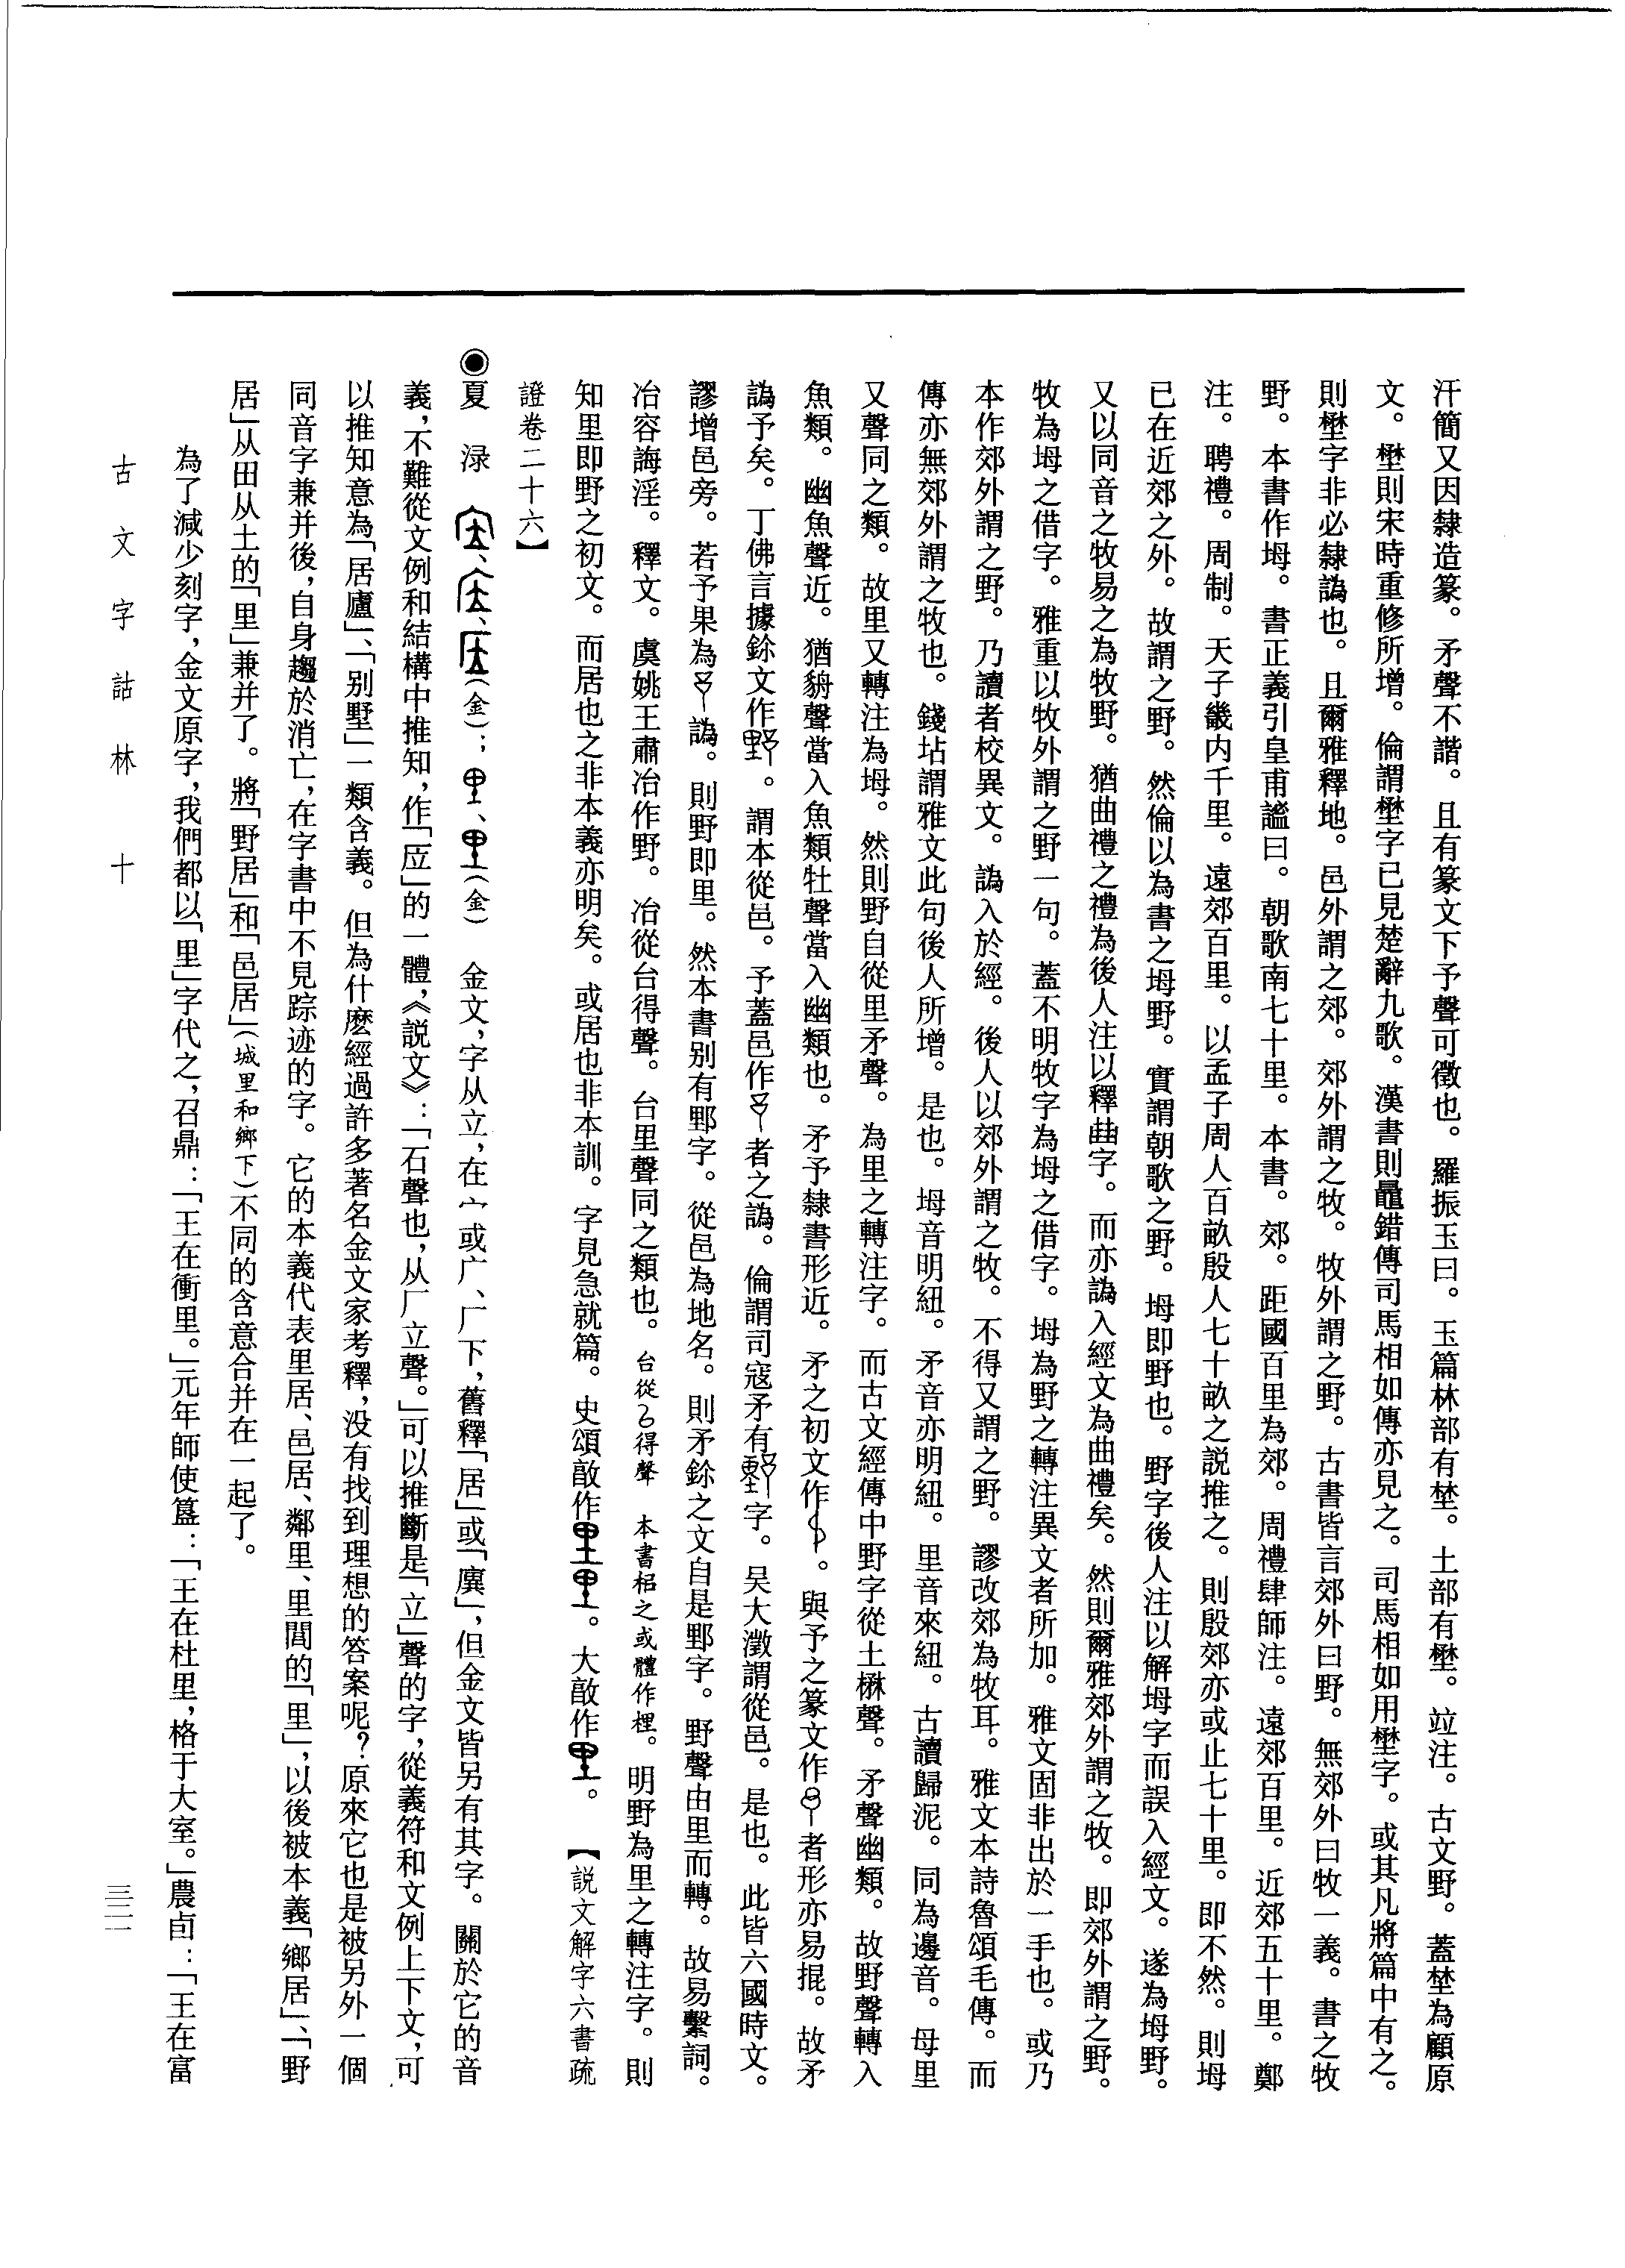 汗簡又因隸造篆。矛聲不諧。且有篆文下予聲可徵也。羅振玉曰。玉篇林部有埜。土部有壄。竝注。古文野。蓋埜為顧原
文。壄則宋時重修所增。倫謂壄字已見楚辭九歌。漢書則鼂錯傳司馬相如傳亦見之。司馬相如用壄字。或其凡將篇中有之。
則壄字非必隸譌也。且爾雅釋地。邑外謂之郊。郊外謂之牧。牧外謂之野。古書皆言郊外曰野。無郊外曰牧一義。書之牧
野。本書作坶。書正義引皇甫謐曰。朝歌南七十里。本書。郊。距國百里為郊。周禮肆師注。遠郊百里。近郊五十里。鄭
注。聘禮。周制。天子畿内千里。遠郊百里。以孟子周人百畝殷人七十畝之説推之。則殷郊亦或止七十里。即不然。則坶
已在近郊之外。故謂之野。然倫以為書之坶野。實謂朝歌之野。坶即野也。野字後人注以解坶字而誤入經文。遂為坶野。
又以同音之牧易之為牧野。猶曲禮之禮為後人注以釋𠚖字。而亦譌入經文為曲禮矣。然則爾雅郊外謂之牧。即郊外謂之野。
牧為坶之借字。雅重以牧外謂之野一句。蓋不明牧字為坶之借字。坶為野之轉注異文者所加。雅文固非出於一手也。或乃
本作郊外謂之野。乃讀者校異文。譌入於經。後人以郊外謂之牧。不得又謂之野。謬改郊為牧耳。雅文本詩魯頌毛傳。而
傳亦無郊外謂之牧也。錢坫謂雅文此句後人所增。是也。坶音明紐。矛音亦明紐。里音來紐。古讀歸泥。同為邊音。母里
又聲同之類。故里又轉注為坶。然則野自從里矛聲。為里之轉注字。而古文經傳中野字從土楙聲。矛聲幽類。故野聲轉入
魚類。幽魚聲近。猶䝥聲當入魚類牡聲當入幽類也。矛予隸書形近。矛之初文作。與予之篆文作者形亦易掍。故矛
譌予矣。丁佛言據鉩文作。謂本從邑。予蓋邑作者之譌。倫謂司寇矛有字。吴大澂謂從邑。是也。此皆六國時文。
謬增邑旁。若予果為譌。則野即里。然本書别有郢字。從邑為地名。則矛鉩之文自是郢字。野聲由里而轉。故易繫詞。
冶容誨淫。釋文。虞姚王肅冶作野。冶從台得聲。台里聲同之類也。台從㠯得聲 本書梠之或體作梩。明野為里之轉注字。則
知里即野之初文。而居也之非本義亦明矣。或居也非本訓。字見急就篇。史頌敼作。大敼作。 【説文解字六書疏
證卷二十六】
◉夏 渌 、、(金);、(金) 金文,字从立,在宀或广、厂下,舊釋「居」或「廙」,但金文皆另有其字。關於它的音
義,不難從文例和結構中推知,作「㕇」的一體,《説文》:「石聲也,从厂立聲。」可以推斷是「立」聲的字,從義符和文例上下文,可
以推知意為「居廬」、「别墅」一類含義。但為什麽經過許多著名金文家考釋,没有找到理想的答案呢?原來它也是被另外一個
同音字兼并後,自身趨於消亡,在字書中不見踪迹的字。它的本義代表里居、邑居、鄰里、里閭的「里」,以後被本義「鄉居」、「野
居」从田从土的「里」兼并了。將「野居」和「邑居」(城里和鄉下)不同的含意合并在一起了。
為了減少刻字,金文原字,我們都以「里」字代之,召鼎:「王在衝里。」元年師使簋:「王在杜里,格于大室。」農卣:「王在富
古文字詁林 十
三二一